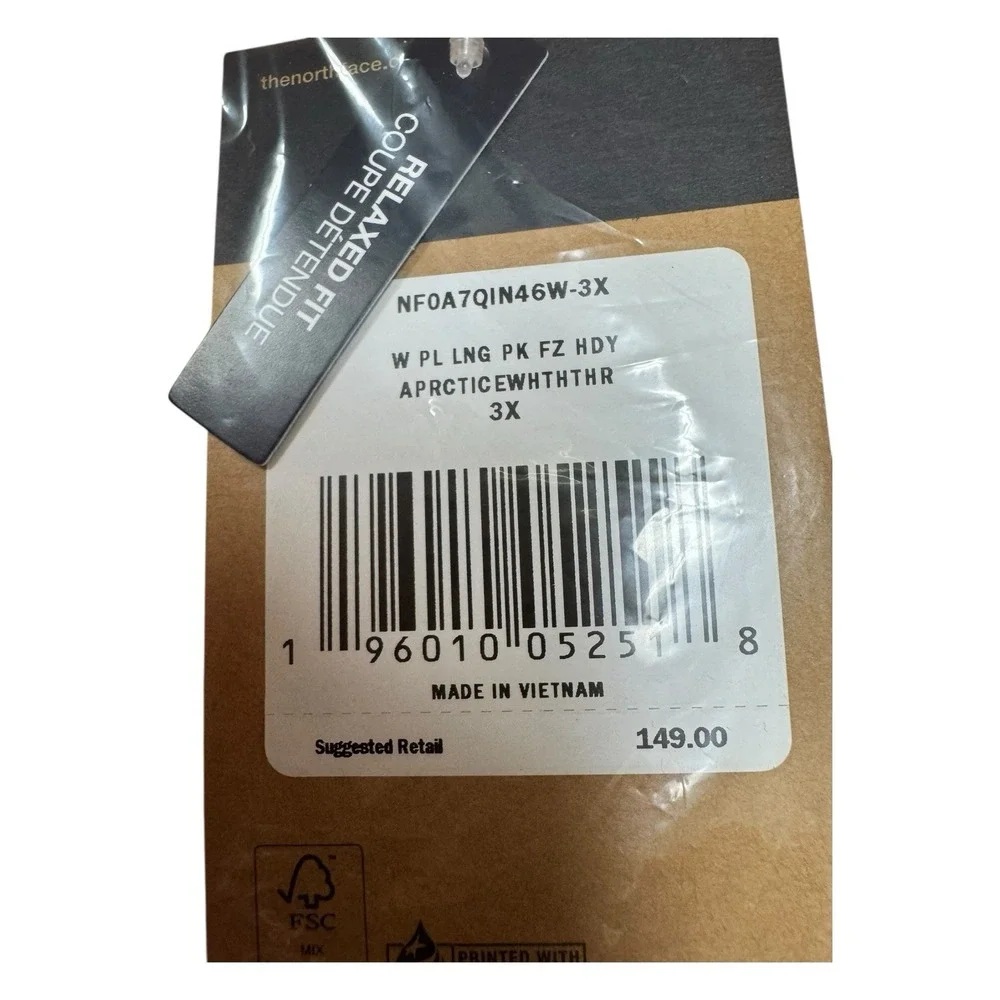 thenorthface.c
RELAXED FIT
COUPE DÉTENDUE
NF0A7QIN46W-3X
W PL LNG PK FZ HDY
APRCTICEWHTHTHR
3X
1 96010 05251 8
MADE IN VIETNAM
Suggested Retail 149.00
FSC
MIX
PRINTED WITH